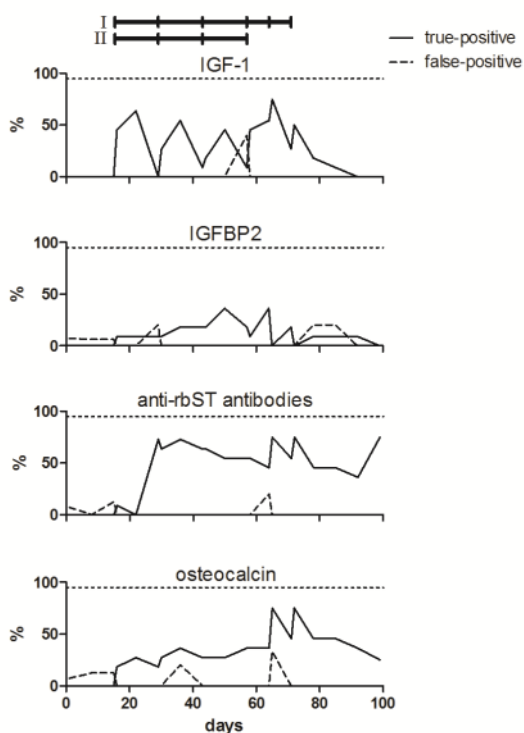 I
II
true-positive
false-positive
IGF-1
100
50
0
%
IGFBP2
100
50
0
%
anti-rbST antibodies
100
50
0
%
osteocalcin
100
50
0
%
0 20 40 60 80 100
days